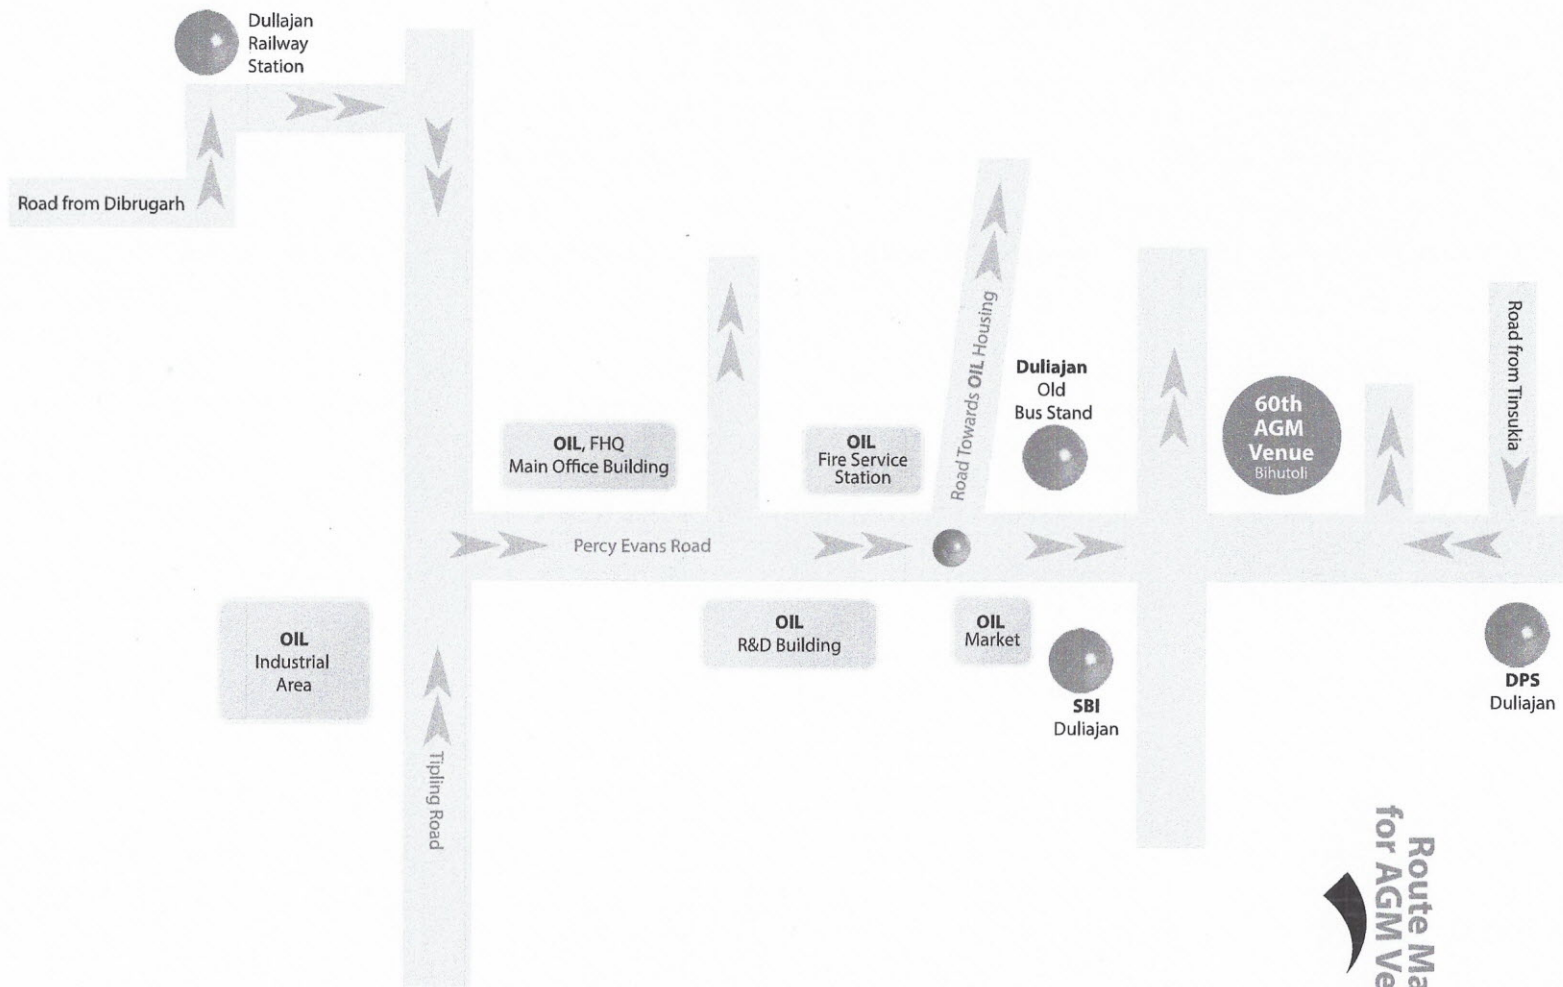 Dullajan
Railway
Station
Road from Dibrugarh
Road Towards OIL Housing
Duliajan
Old
Bus Stand
60th
AGM
Venue
Bihutoli
Road from Tinsukia
OIL, FHQ
Main Office Building
OIL
Fire Service
Station
Percy Evans Road
OIL
Industrial
Area
OIL
R&D Building
OIL
Market
SBI
Duliajan
DPS
Duliajan
Tipling Road
Route Ma
for AGM Ve